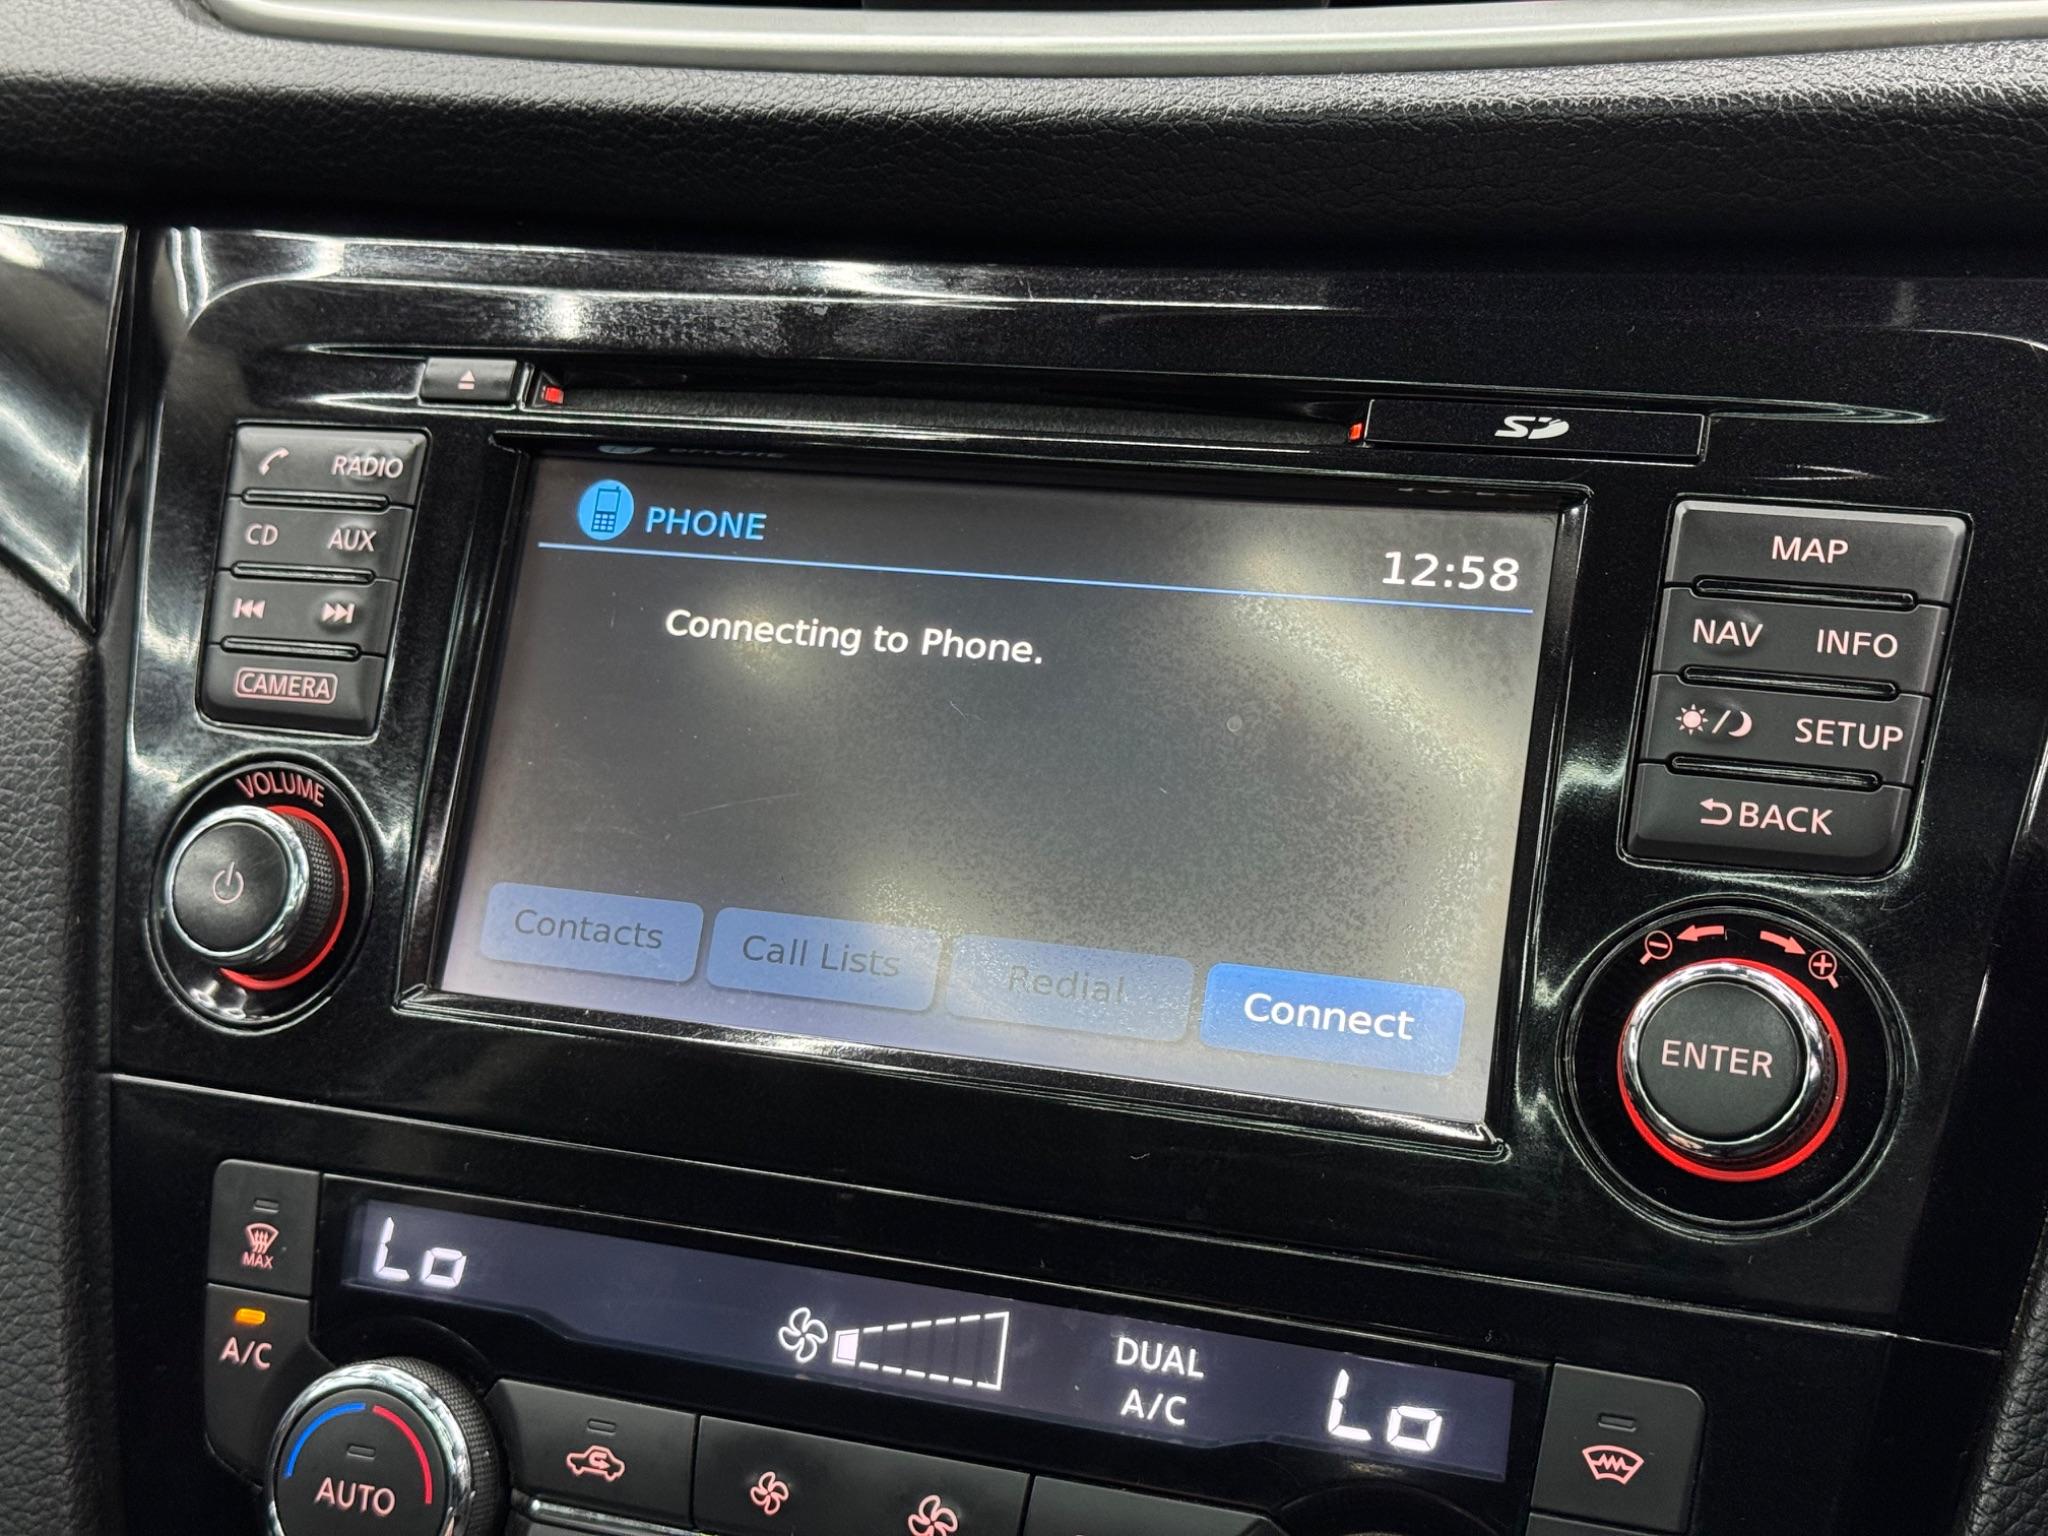 SD
PHONE
12:58
Connecting to Phone.
Contacts
Call Lists
Redial
Connect
RADIO
CD AUX
CAMERA
VOLUME
MAP
NAV INFO
SETUP
BACK
ENTER
Lo
DUAL
A/C
Lo
MAX
A/C
AUTO